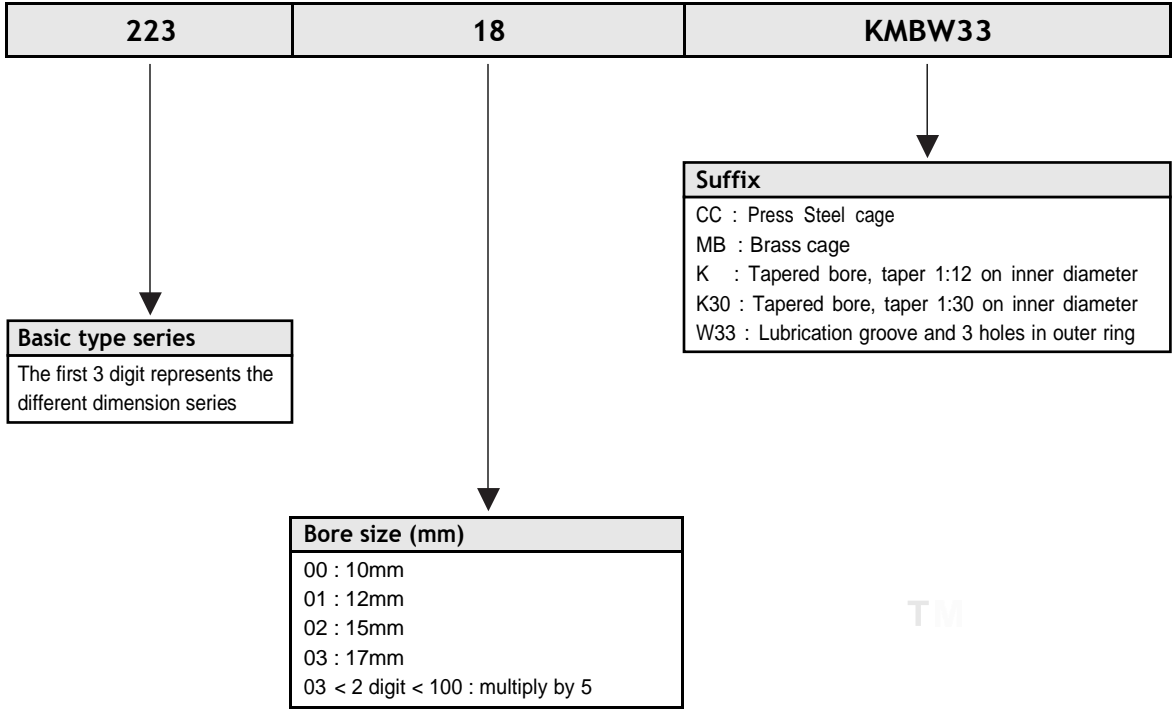 223 18 KMBW33
Suffix
CC : Press Steel cage
MB : Brass cage
K : Tapered bore, taper 1:12 on inner diameter
K30 : Tapered bore, taper 1:30 on inner diameter
W33 : Lubrication groove and 3 holes in outer ring
Basic type series
The first 3 digit represents the
different dimension series
Bore size (mm)
00 : 10mm
01 : 12mm
02 : 15mm
03 : 17mm
03 < 2 digit < 100 : multiply by 5
TM